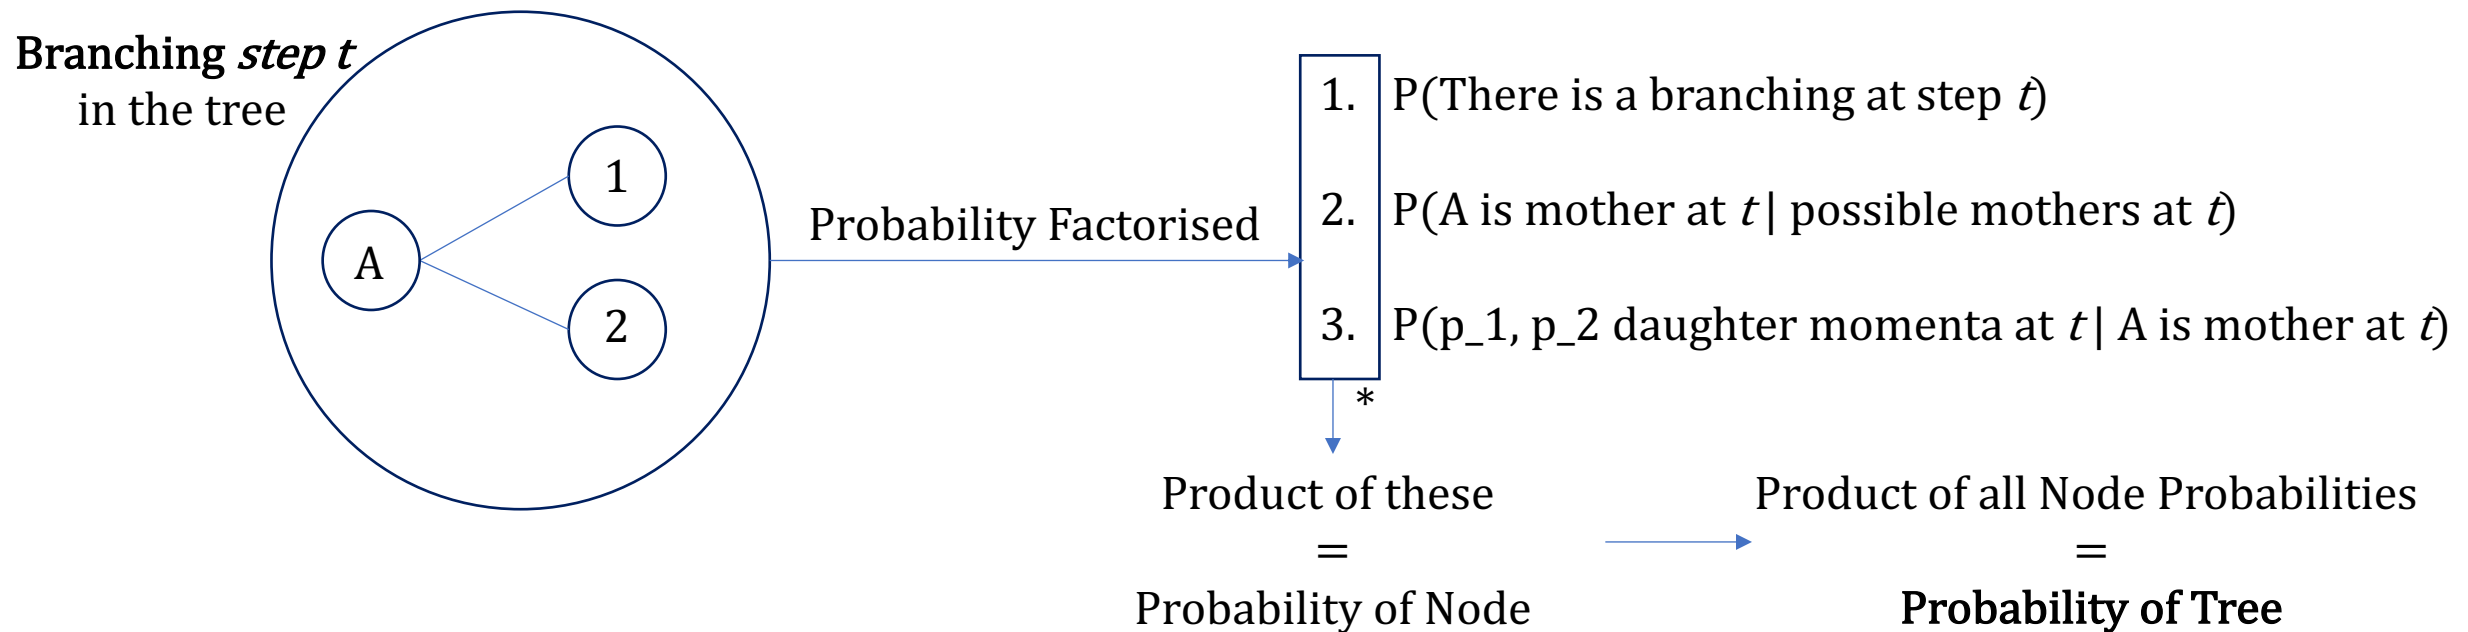 Branching step t
in the tree
A
1
2
Probability Factorised
1. P(There is a branching at step t)
2. P(A is mother at t | possible mothers at t)
3. P(p_1, p_2 daughter momenta at t | A is mother at t)
*
Product of these
=
Probability of Node
Product of all Node Probabilities
=
Probability of Tree